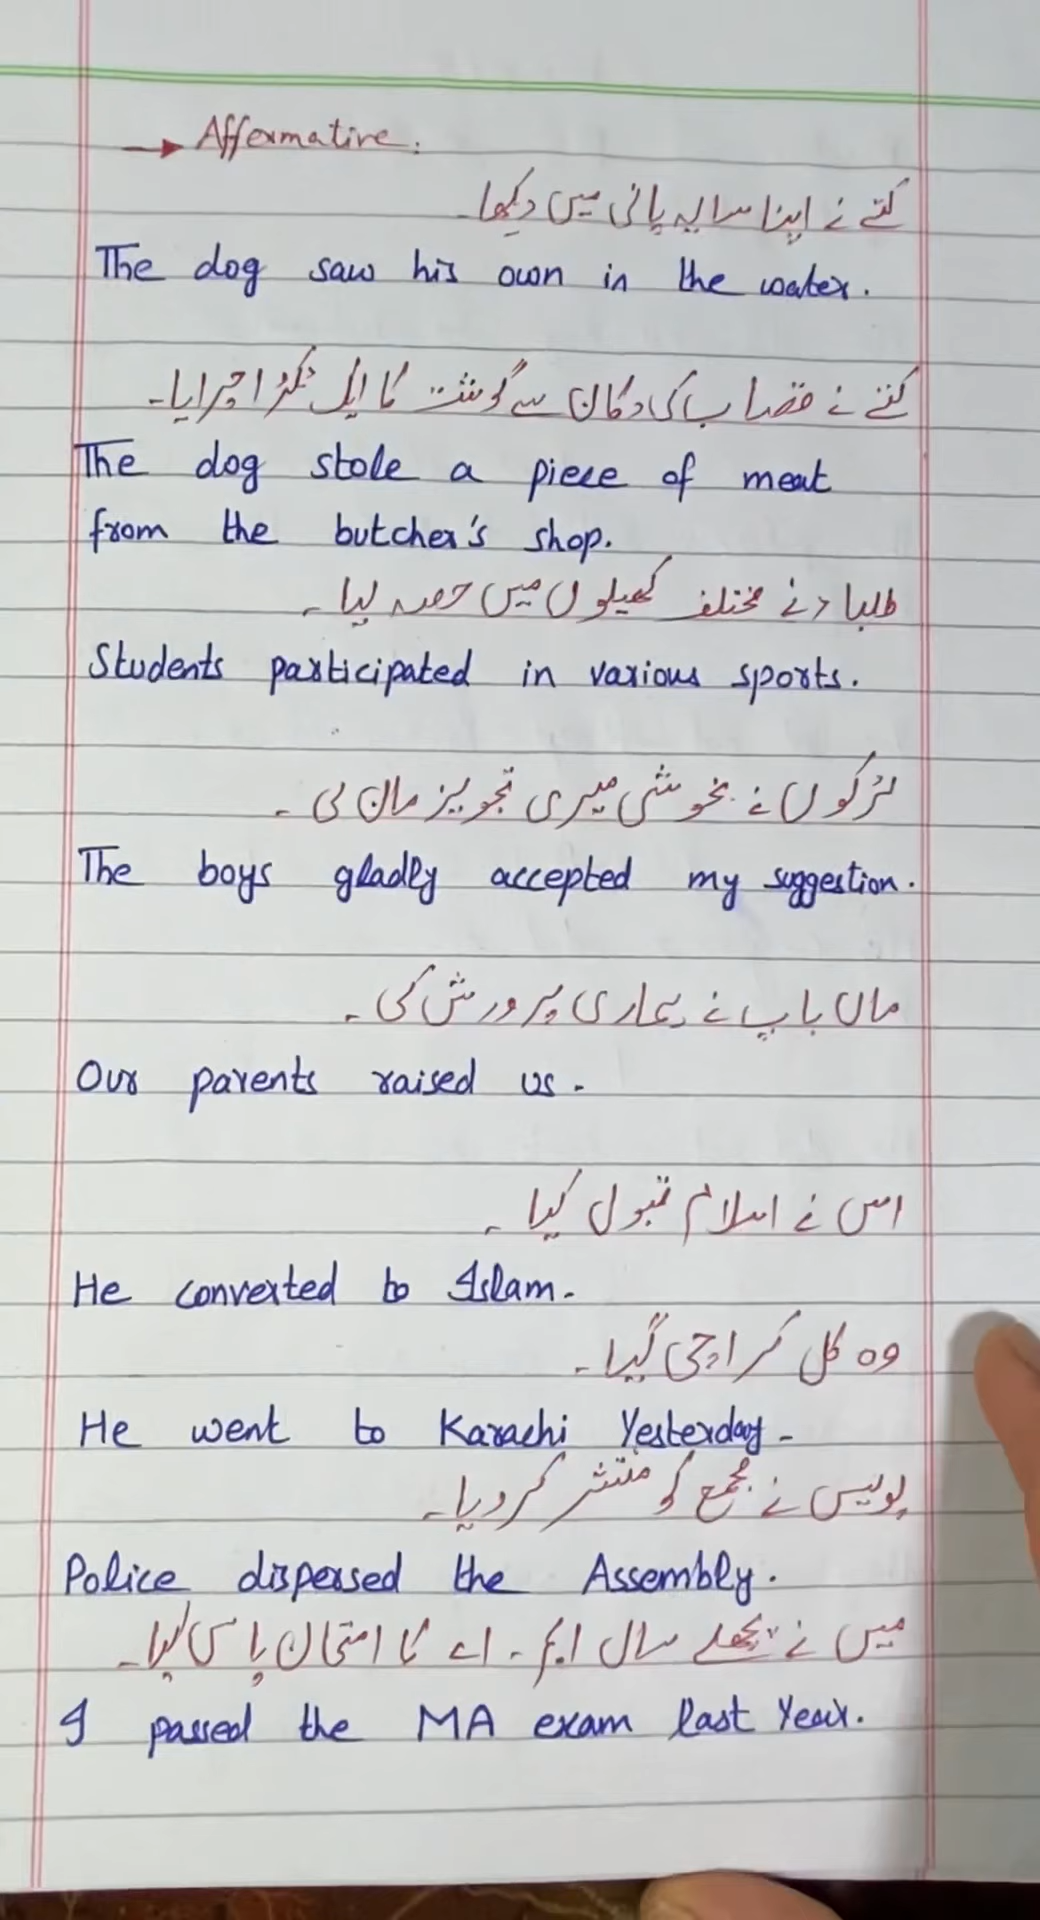 → Affermative.
کتے نے اپنا سایہ پانی میں دیکھا۔
The dog saw his own in the water.
کتے نے قصاب کی دکان سے گوشت کا ایک ٹکڑا چرایا۔
The dog stole a piece of meat
from the butcher's shop.
طلباء نے مختلف کھیلوں میں حصہ لیا۔
Students participated in various sports.
لڑکوں نے بخوشی میری تجویز مان لی۔
The boys gladly accepted my suggestion.
ماں باپ نے ہماری پرورش کی۔
Our parents raised us.
اس نے اسلام قبول کیا۔
He converted to Islam.
وہ کل کراچی گیا۔
He went to Karachi Yesterday.
پولیس نے مجمع کو منتشر کر دیا۔
Police dispersed the Assembly.
میں نے پچھلے سال ایم۔ اے کا امتحان پاس کیا۔
I passed the MA exam last Year.